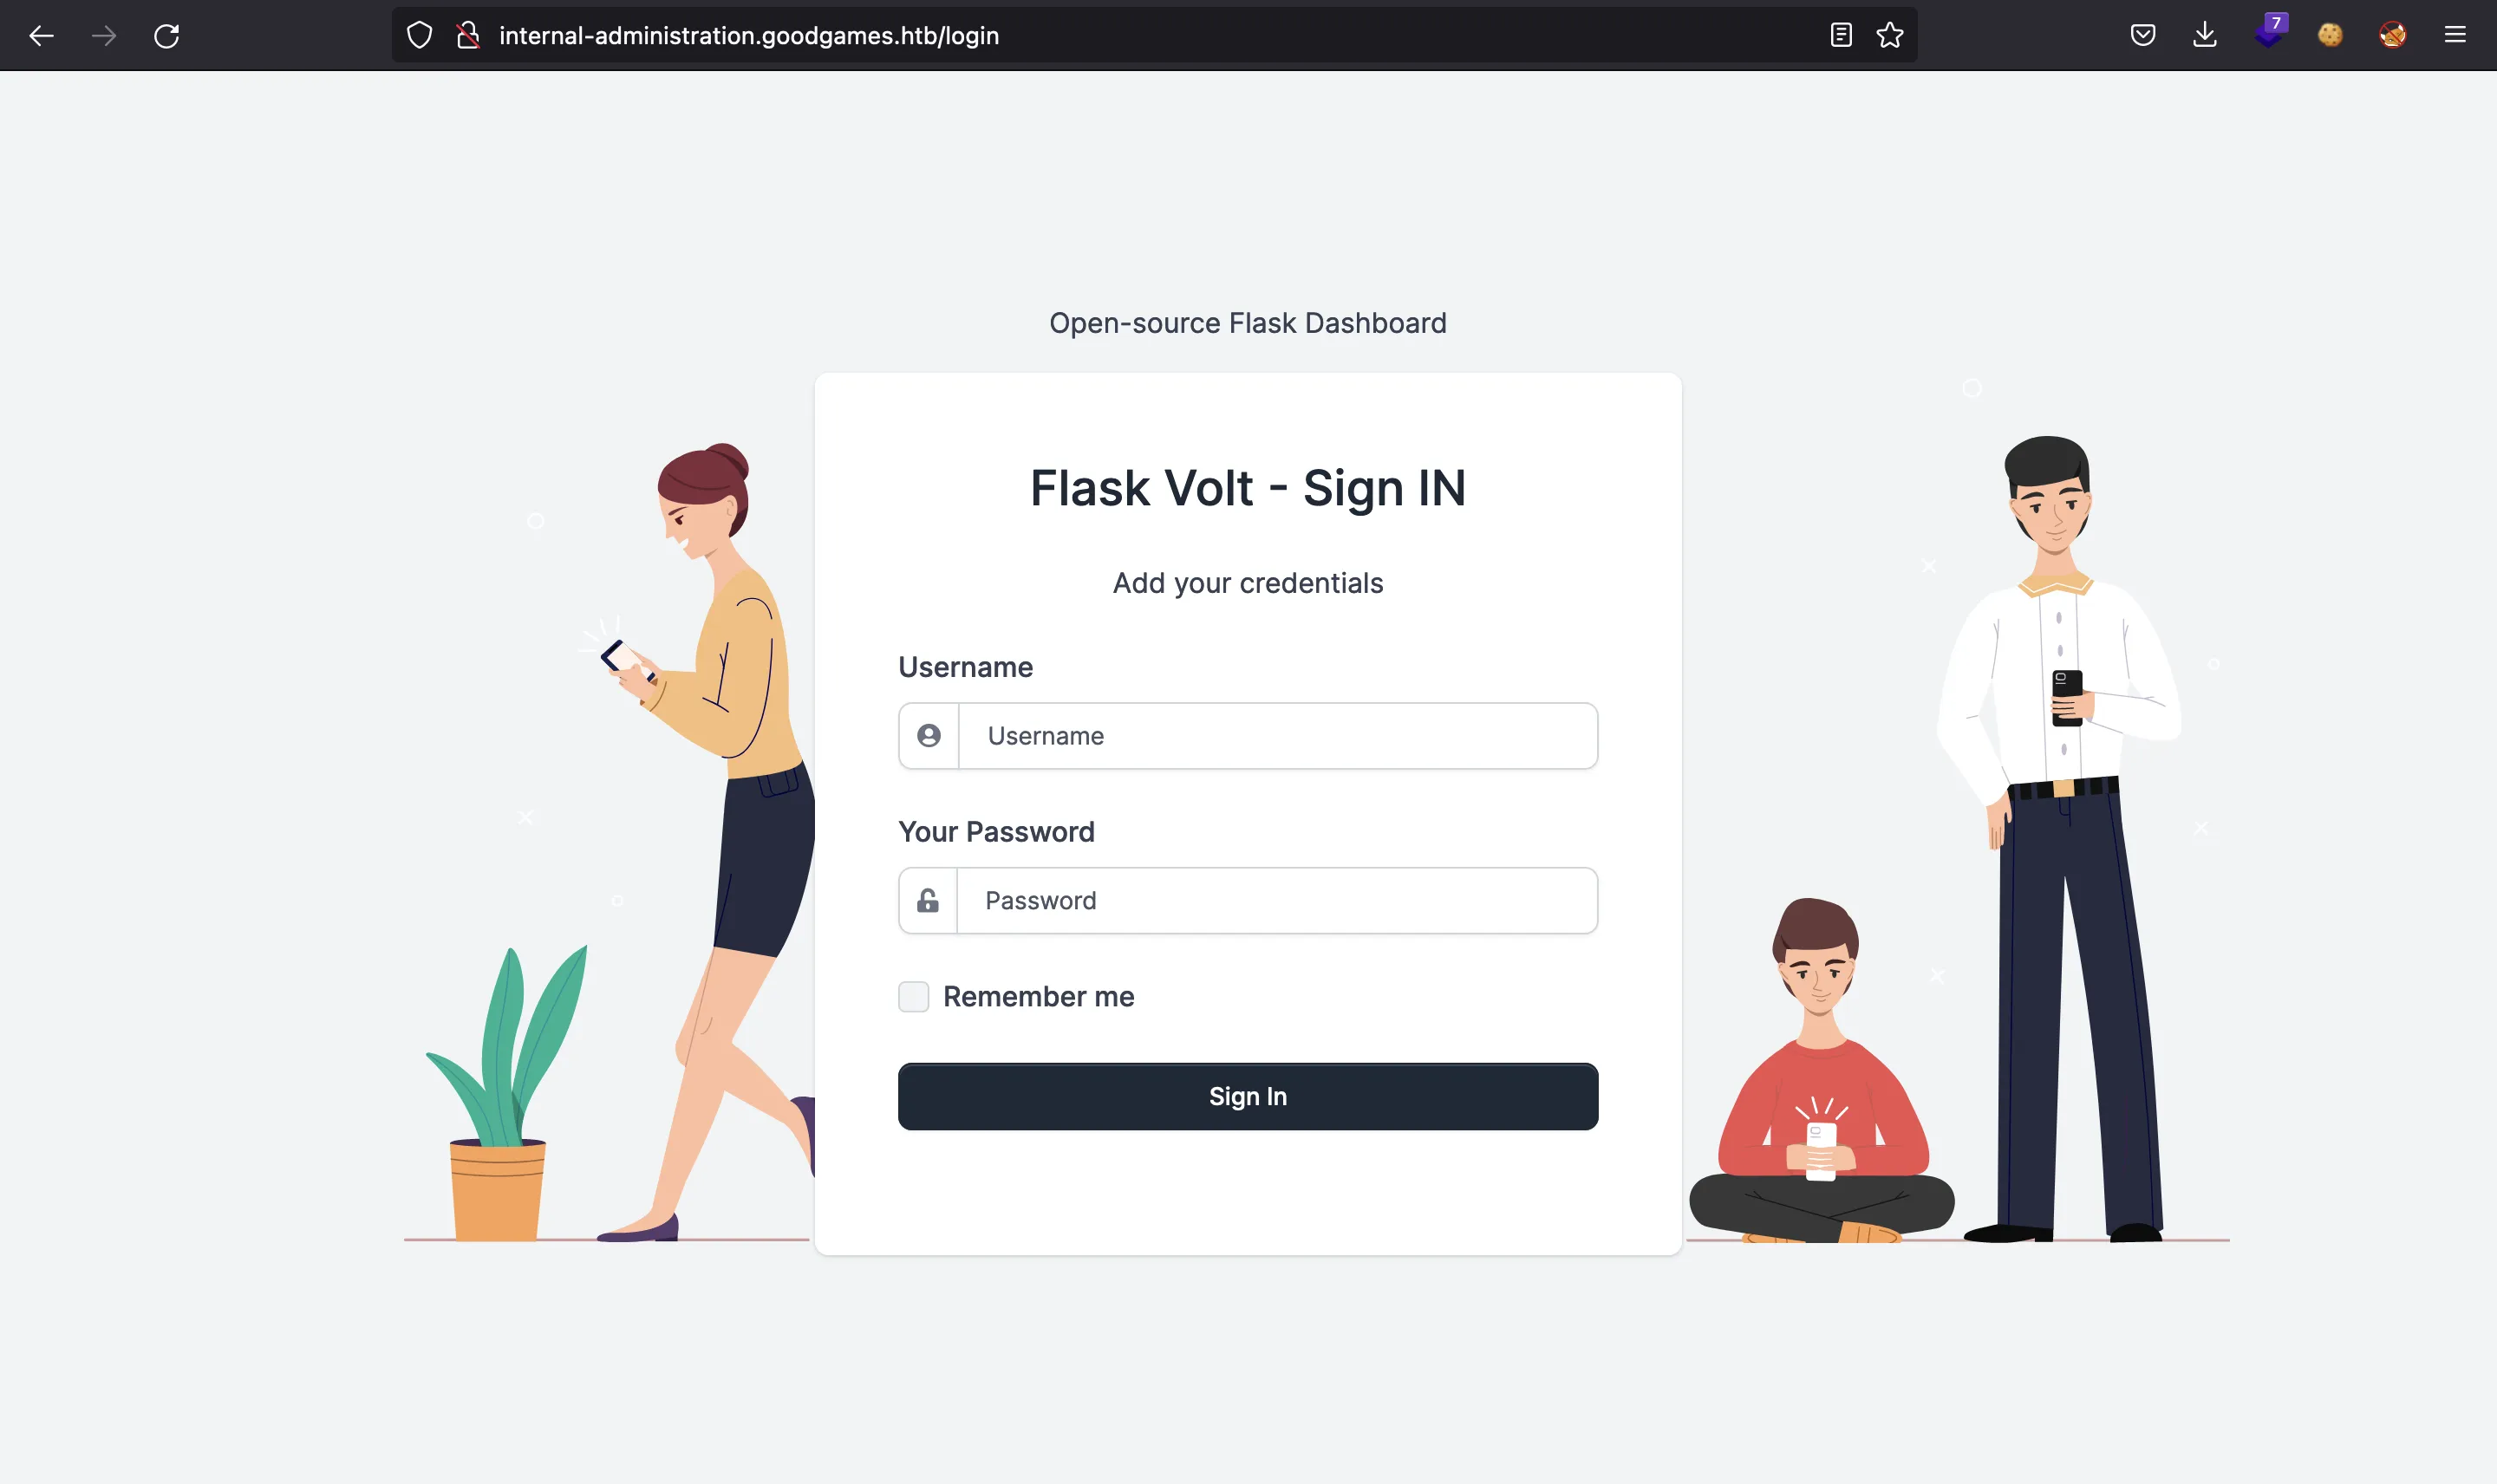 internal-administration.goodgames.htb/login
7
Open-source Flask Dashboard
Flask Volt - Sign IN
Add your credentials
Username
Username
Your Password
Password
Remember me
Sign In